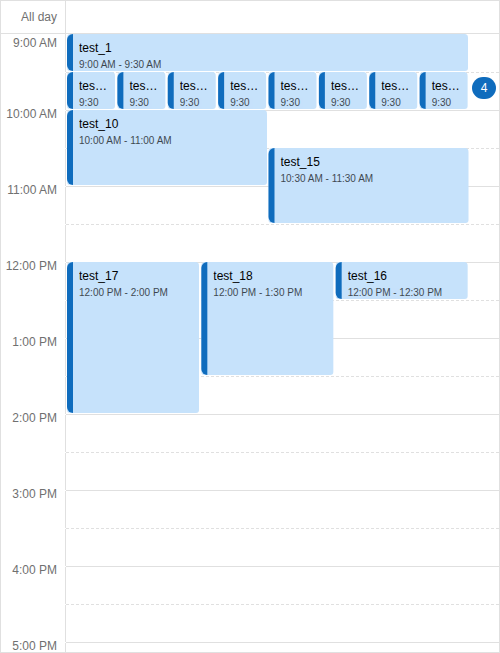 All day
9:00 AM
test_1
9:00 AM - 9:30 AM
tes… tes… tes… tes… tes… tes… tes… tes…
9:30 9:30 9:30 9:30 9:30 9:30 9:30 9:30
4
10:00 AM
test_10
10:00 AM - 11:00 AM
test_15
10:30 AM - 11:30 AM
11:00 AM
12:00 PM
test_17 test_18 test_16
12:00 PM - 2:00 PM 12:00 PM - 1:30 PM 12:00 PM - 12:30 PM
1:00 PM
2:00 PM
3:00 PM
4:00 PM
5:00 PM